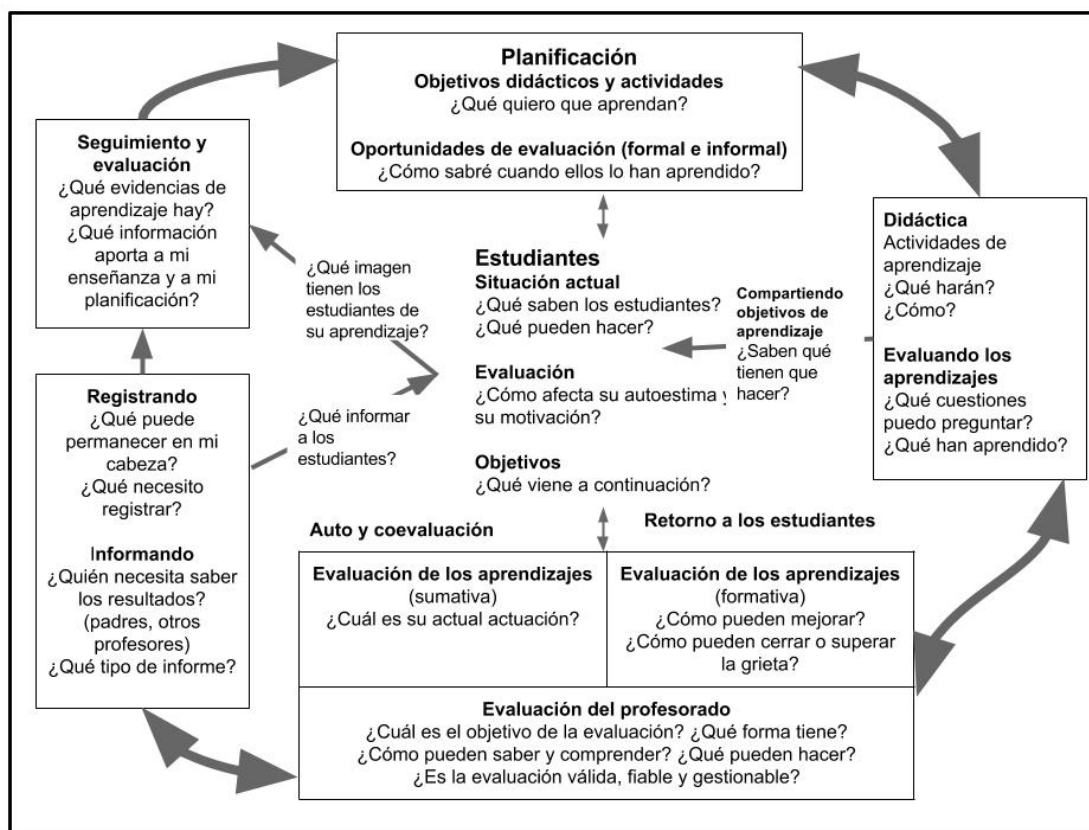 Planificación
Objetivos didácticos y actividades
¿Qué quiero que aprendan?
Oportunidades de evaluación (formal e informal)
¿Cómo sabré cuando ellos lo han aprendido?
Seguimiento y
evaluación
¿Qué evidencias de
aprendizaje hay?
¿Qué información
aporta a mi
enseñanza y a mi
planificación?
¿Qué imagen
tienen los
estudiantes de
su aprendizaje?
Estudiantes
Situación actual
¿Qué saben los estudiantes?
¿Qué pueden hacer?
Evaluación
¿Cómo afecta su autoestima y
su motivación?
Objetivos
¿Qué viene a continuación?
Compartiendo
objetivos de
aprendizaje
¿Saben qué
tienen que
hacer?
Didáctica
Actividades de
aprendizaje
¿Qué harán?
¿Cómo?
Evaluando los
aprendizajes
¿Qué cuestiones
puedo preguntar?
¿Qué han aprendido?
Registrando
¿Qué puede
permanecer en mi
cabeza?
¿Qué necesito
registrar?
Informando
¿Quién necesita saber
los resultados?
(padres, otros
profesores)
¿Qué tipo de informe?
¿Qué informar
a los
estudiantes?
Auto y coevaluación
Retorno a los estudiantes
Evaluación de los aprendizajes
(sumativa)
¿Cuál es su actual actuación?
Evaluación de los aprendizajes
(formativa)
¿Cómo pueden mejorar?
¿Cómo pueden cerrar o superar
la grieta?
Evaluación del profesorado
¿Cuál es el objetivo de la evaluación? ¿Qué forma tiene?
¿Cómo pueden saber y comprender? ¿Qué pueden hacer?
¿Es la evaluación válida, fiable y gestionable?